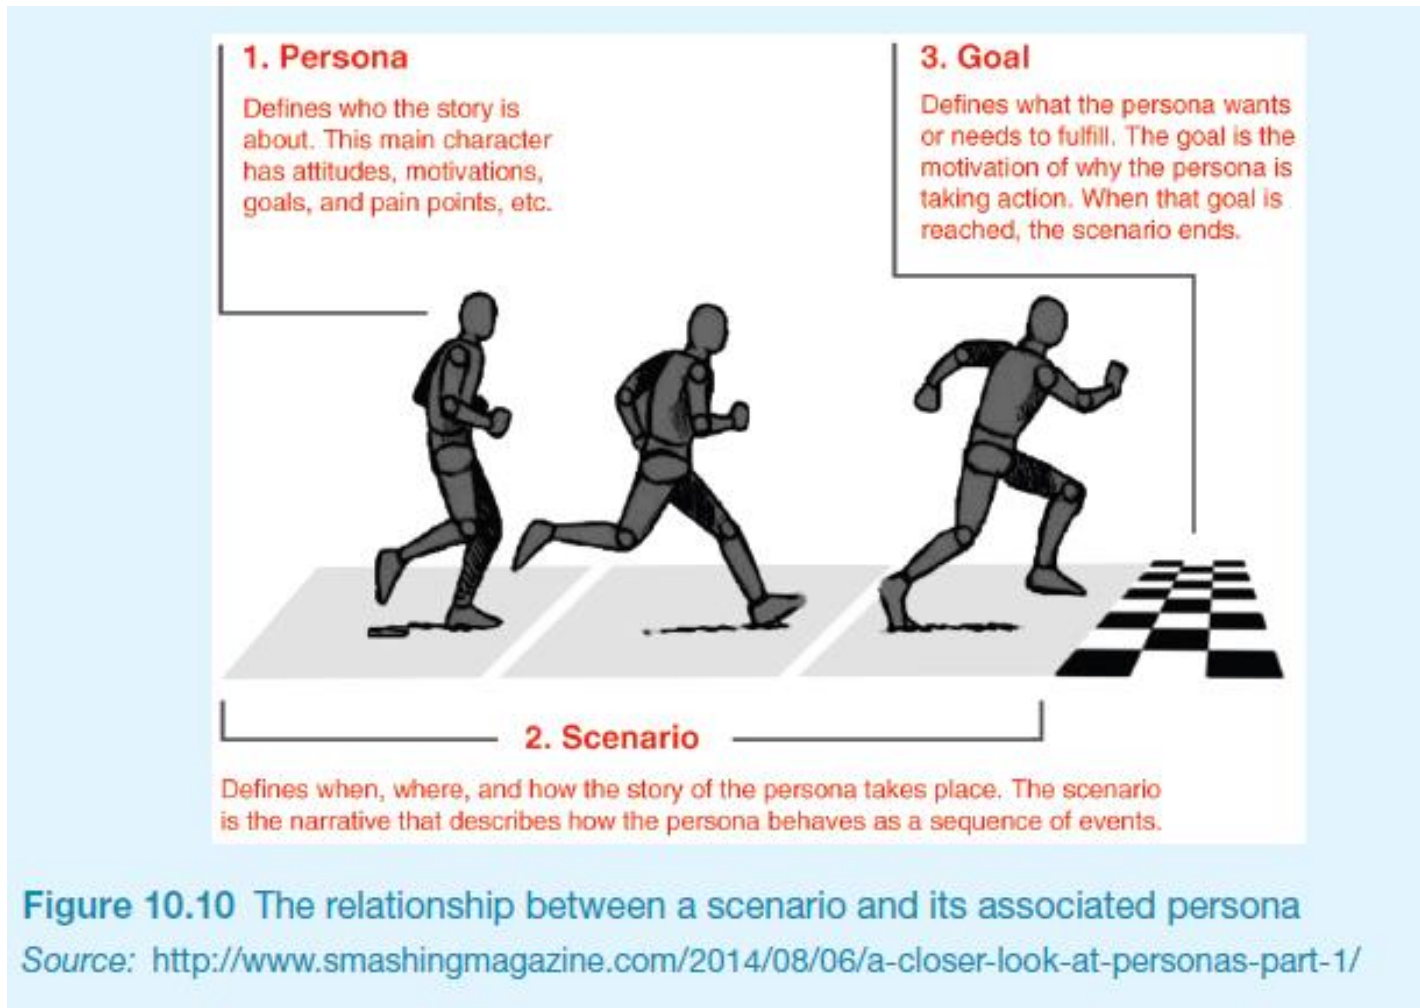 1. Persona
Defines who the story is
about. This main character
has attitudes, motivations,
goals, and pain points, etc.
3. Goal
Defines what the persona wants
or needs to fulfill. The goal is the
motivation of why the persona is
taking action. When that goal is
reached, the scenario ends.
2. Scenario
Defines when, where, and how the story of the persona takes place. The scenario
is the narrative that describes how the persona behaves as a sequence of events.
Figure 10.10 The relationship between a scenario and its associated persona
Source: http://www.smashingmagazine.com/2014/08/06/a-closer-look-at-personas-part-1/